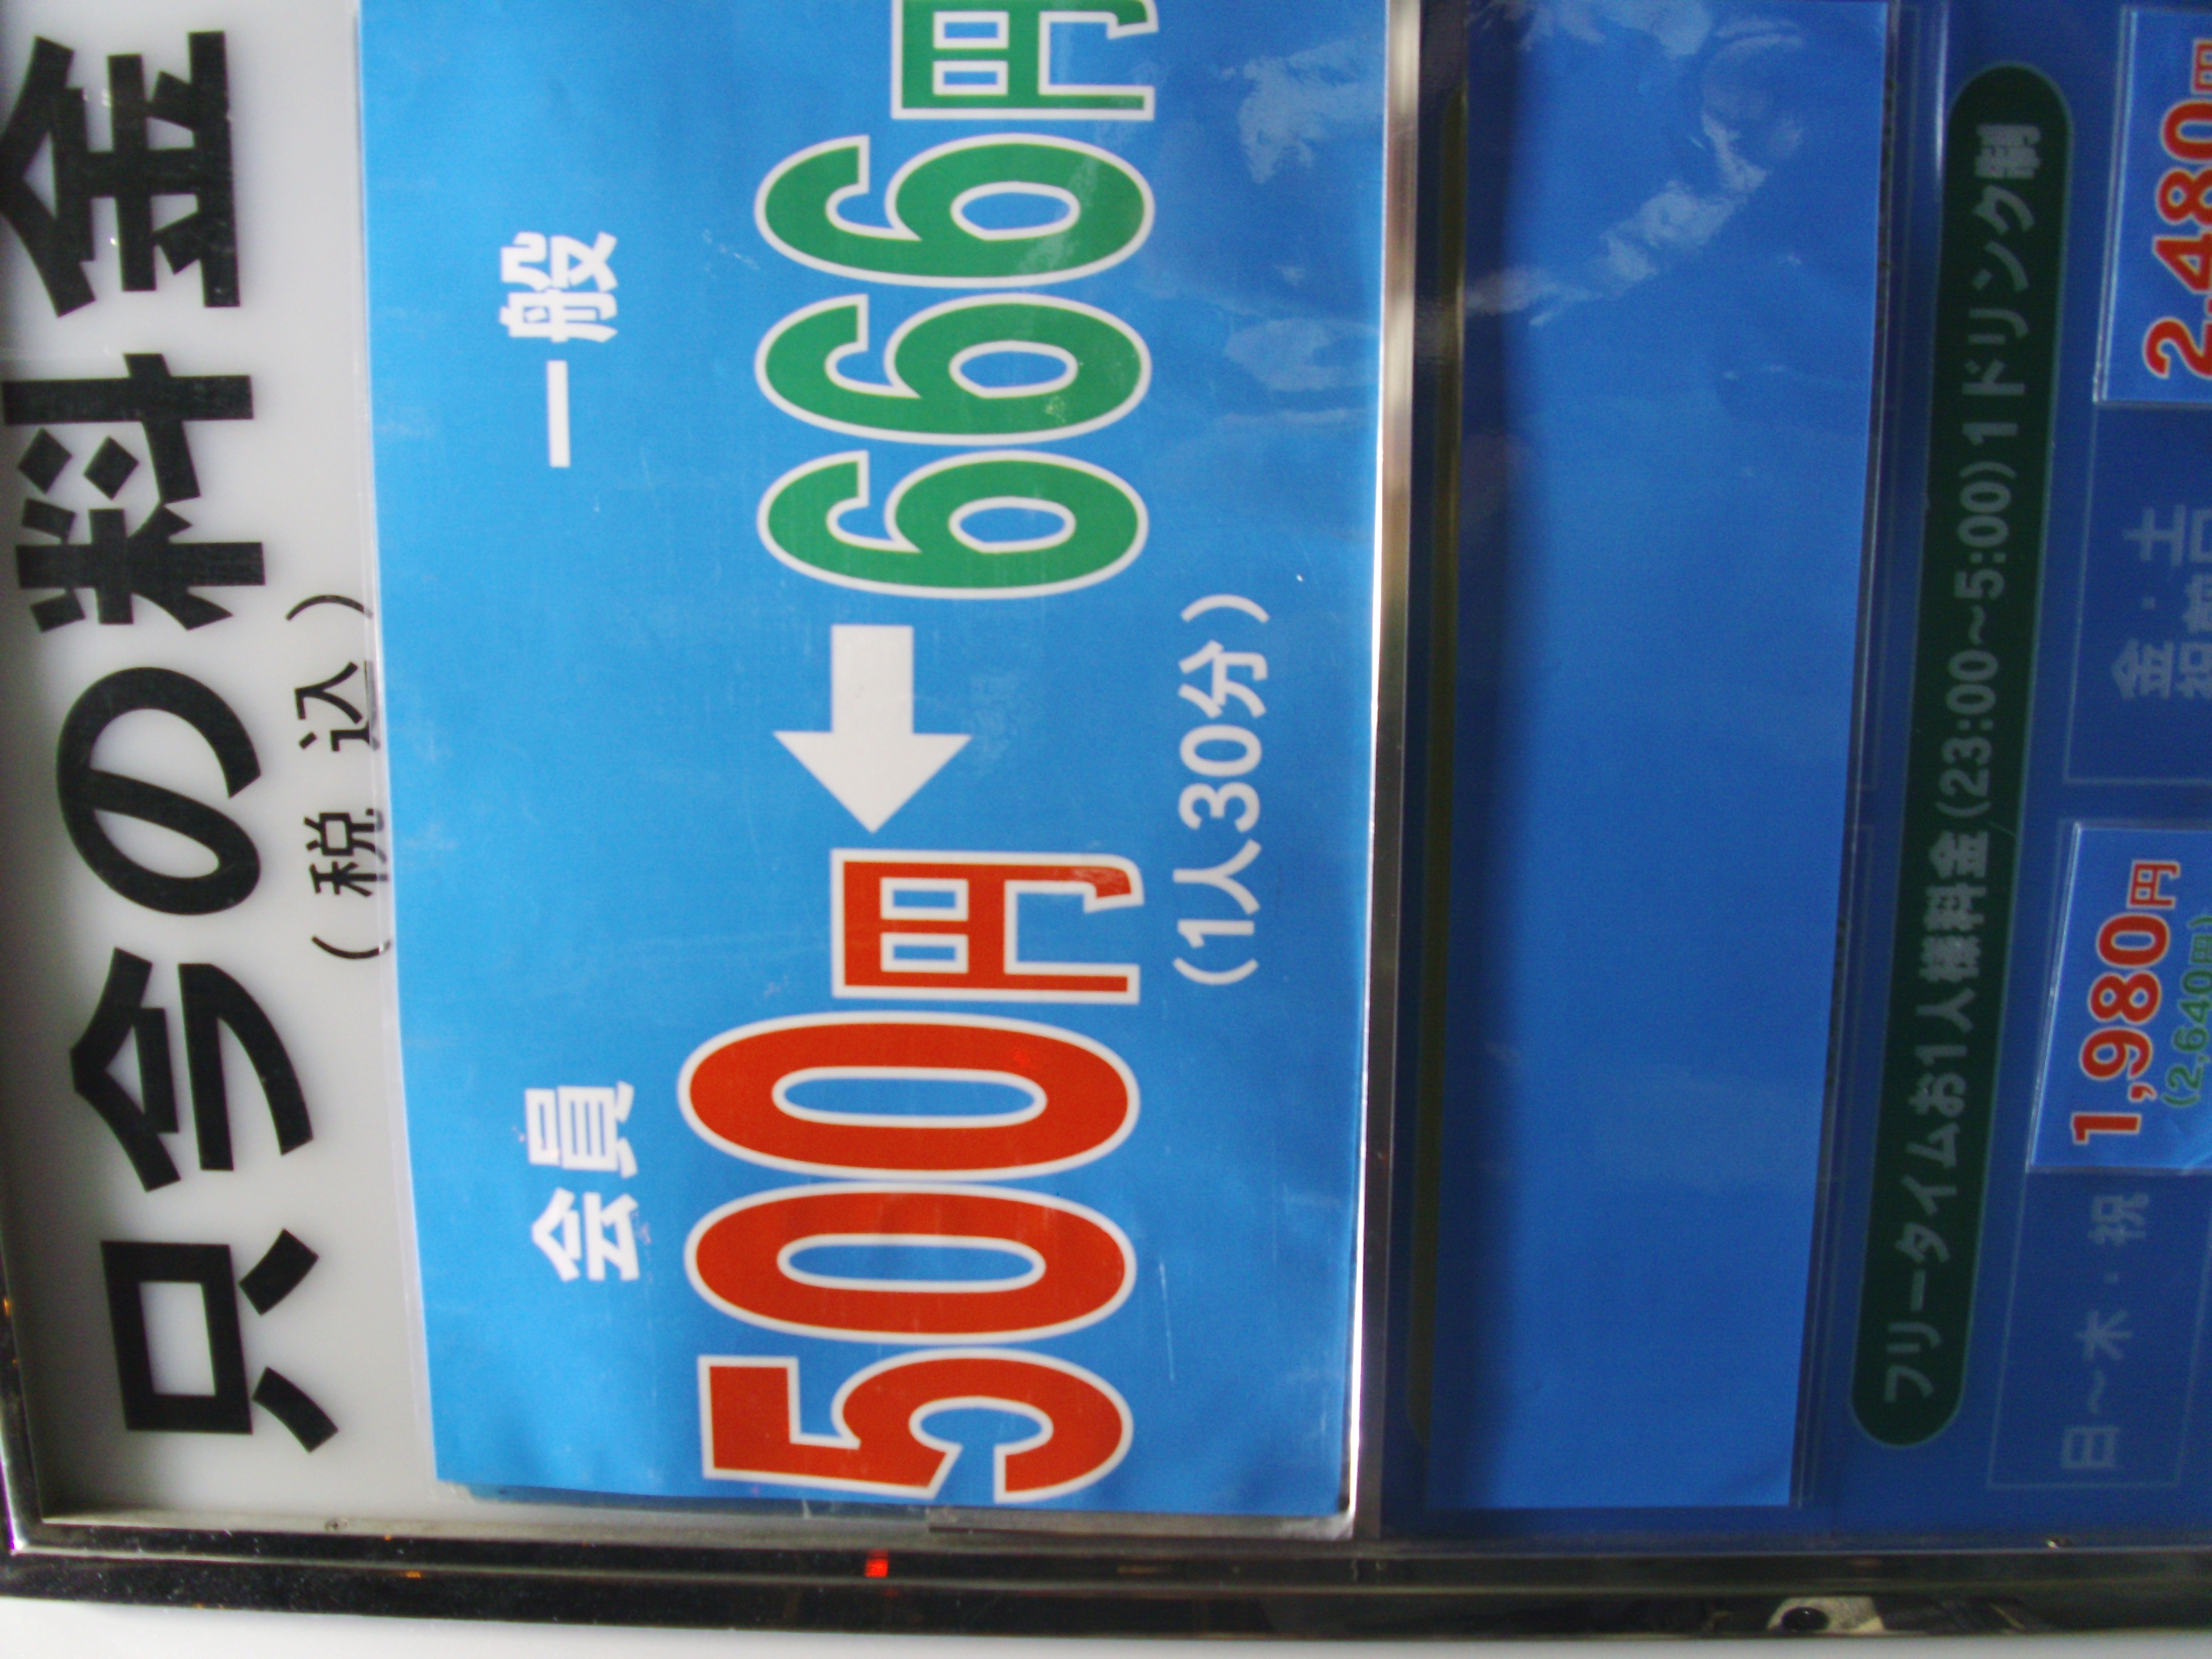 只今の料金
(税込)
会員 一般
500円←666円
(1人30分)
フリータイムお1人様料金(23:00~5:00)1ドリンク制
日~木・祝 1,980円 金・土 2,480円
(2,640円)